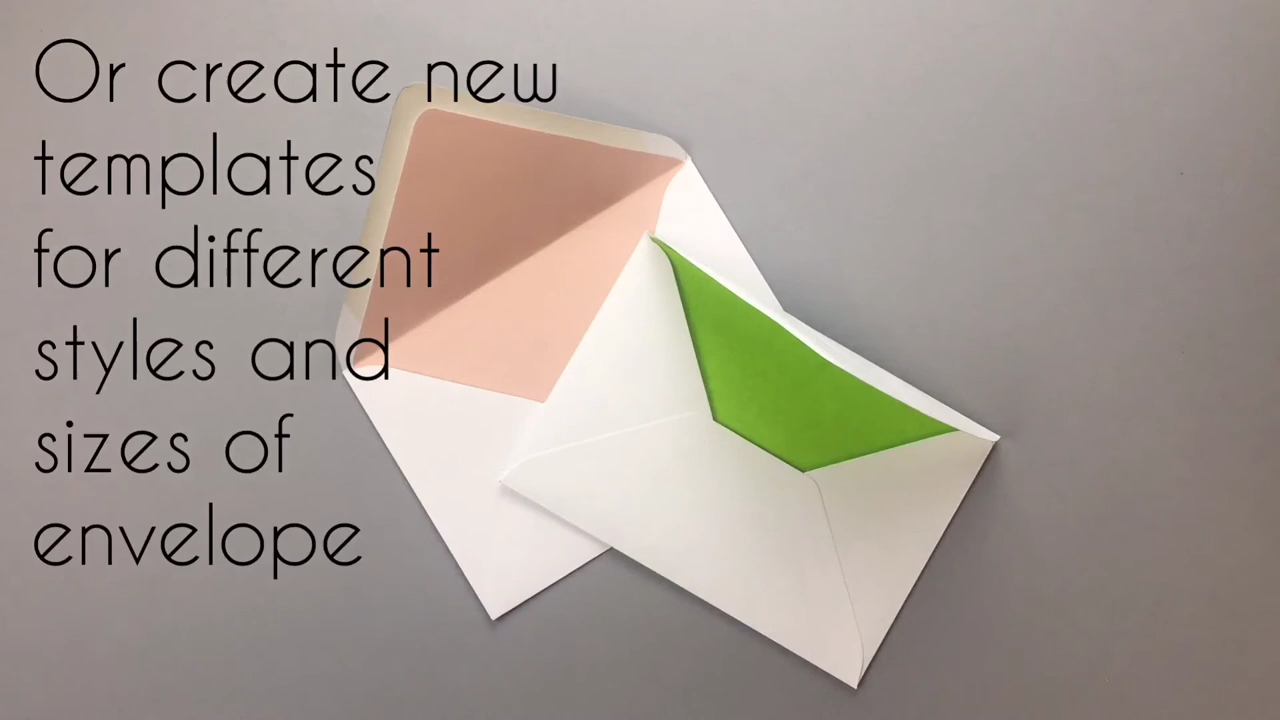 Or create new
templates
for different
styles and
sizes of
envelope